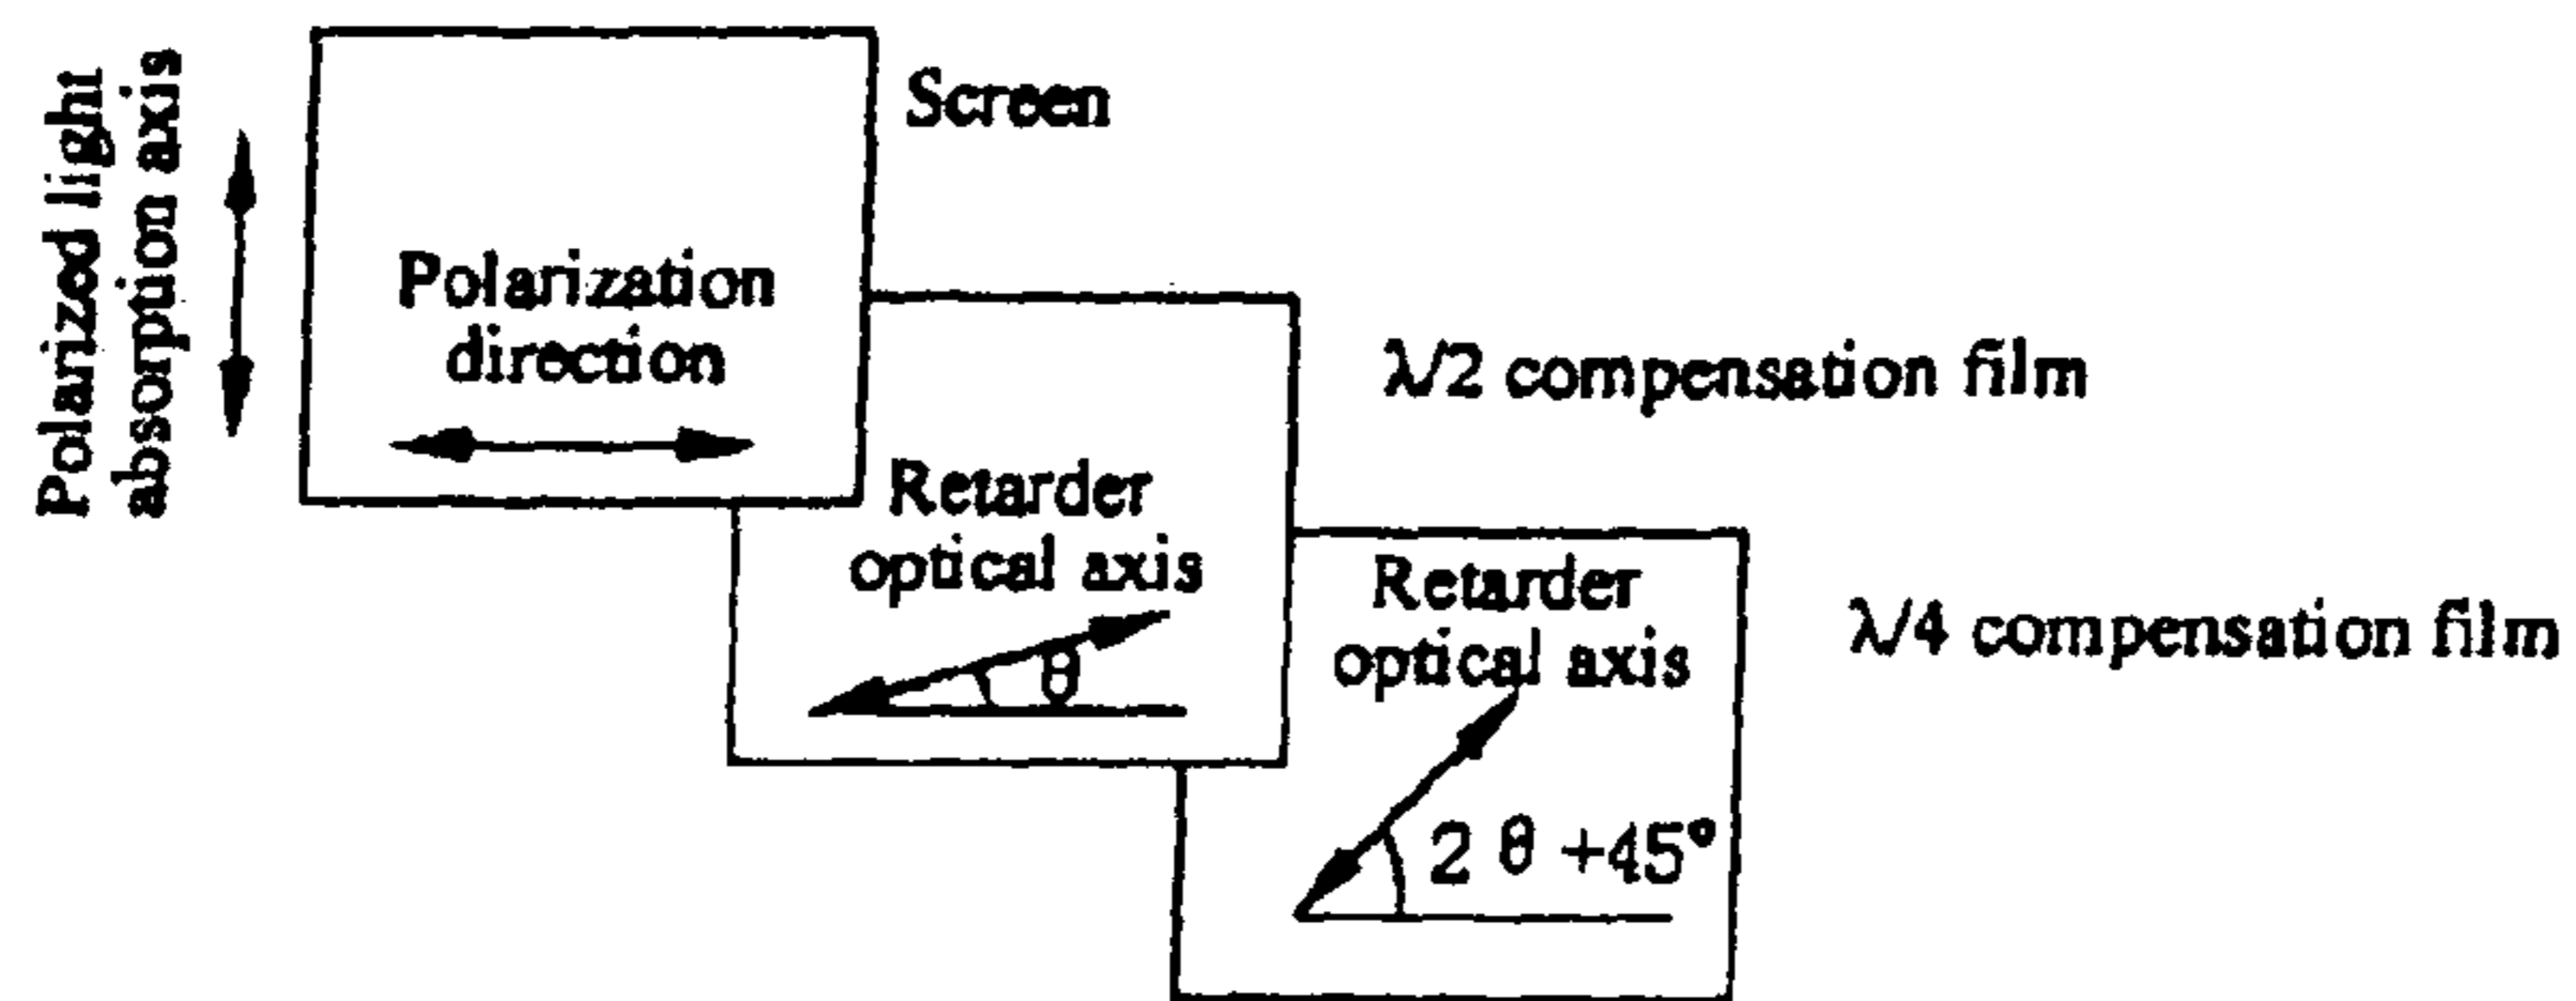 Polarized light
absorption axis
Screen
Polarization
direction
λ/2 compensation film
Retarder
optical axis
θ
Retarder
optical axis
λ/4 compensation film
2 θ +45°